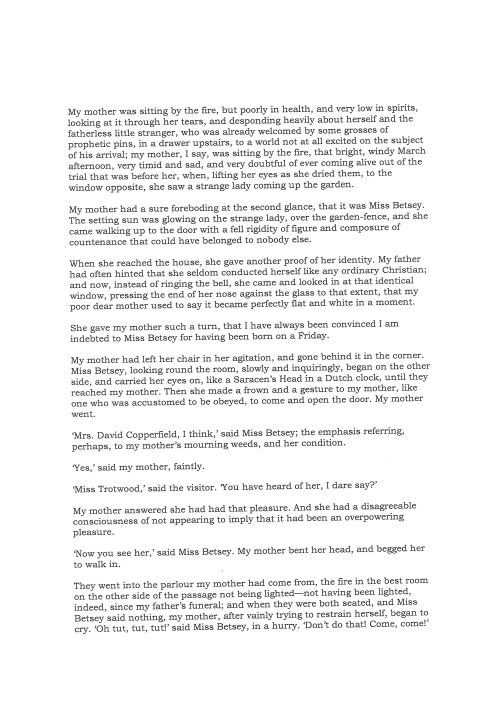 My mother was sitting by the fire, but poorly in health, and very low in spirits,
looking at it through her tears, and desponding heavily about herself and the
fatherless little stranger, who was already welcomed by some grosses of
prophetic pins, in a drawer upstairs, to a world not at all excited on the subject
of his arrival; my mother, I say, was sitting by the fire, that bright, windy March
afternoon, very timid and sad, and very doubtful of ever coming alive out of the
trial that was before her, when, lifting her eyes as she dried them, to the
window opposite, she saw a strange lady coming up the garden.
My mother had a sure foreboding at the second glance, that it was Miss Betsey.
The setting sun was glowing on the strange lady, over the garden-fence, and she
came walking up to the door with a fell rigidity of figure and composure of
countenance that could have belonged to nobody else.
When she reached the house, she gave another proof of her identity. My father
had often hinted that she seldom conducted herself like any ordinary Christian;
and now, instead of ringing the bell, she came and looked in at that identical
window, pressing the end of her nose against the glass to that extent, that my
poor dear mother used to say it became perfectly flat and white in a moment.
She gave my mother such a turn, that I have always been convinced I am
indebted to Miss Betsey for having been born on a Friday.
My mother had left her chair in her agitation, and gone behind it in the corner.
Miss Betsey, looking round the room, slowly and inquiringly, began on the other
side, and carried her eyes on, like a Saracen's Head in a Dutch clock, until they
reached my mother. Then she made a frown and a gesture to my mother, like
one who was accustomed to be obeyed, to come and open the door. My mother
went.
‘Mrs. David Copperfield, I think,’ said Miss Betsey; the emphasis referring,
perhaps, to my mother's mourning weeds, and her condition.
‘Yes,’ said my mother, faintly.
‘Miss Trotwood,’ said the visitor. ‘You have heard of her, I dare say?’
My mother answered she had had that pleasure. And she had a disagreeable
consciousness of not appearing to imply that it had been an overpowering
pleasure.
‘Now you see her,’ said Miss Betsey. My mother bent her head, and begged her
to walk in.
They went into the parlour my mother had come from, the fire in the best room
on the other side of the passage not being lighted—not having been lighted,
indeed, since my father's funeral; and when they were both seated, and Miss
Betsey said nothing, my mother, after vainly trying to restrain herself, began to
cry. ‘Oh tut, tut, tut!’ said Miss Betsey, in a hurry. ‘Don't do that! Come, come!’